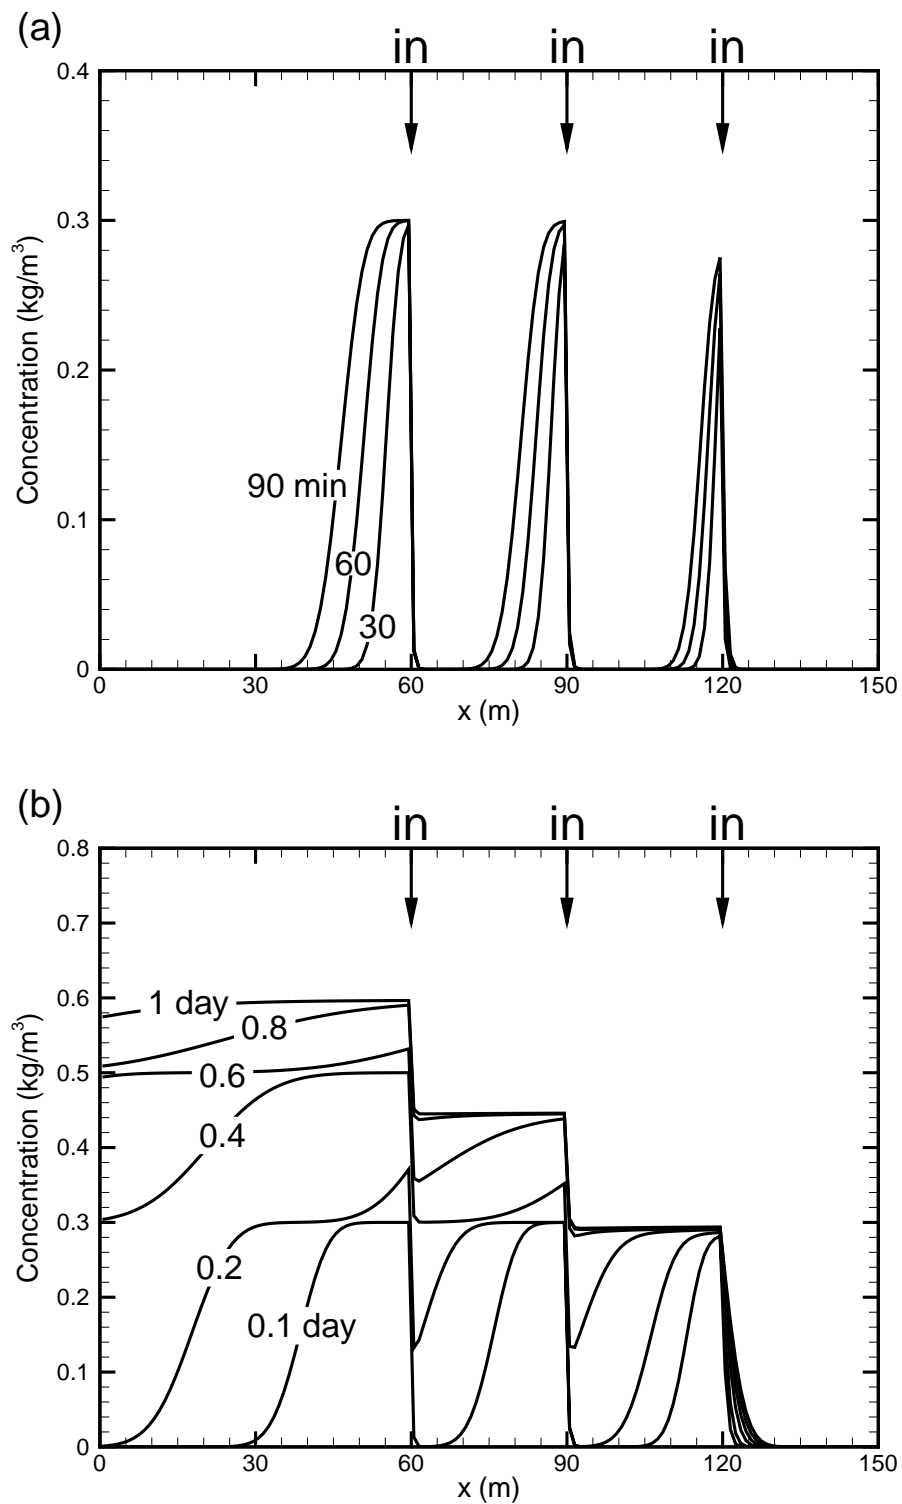 (a)
in in in
0.4
0.3
0.2
0.1
0
Concentration (kg/m³)
90 min
60
30
0 30 60 90 120 150
x (m)
(b)
in in in
0.8
0.7
0.6
0.5
0.4
0.3
0.2
0.1
0
Concentration (kg/m³)
1 day
0.8
0.6
0.4
0.2
0.1 day
0 30 60 90 120 150
x (m)